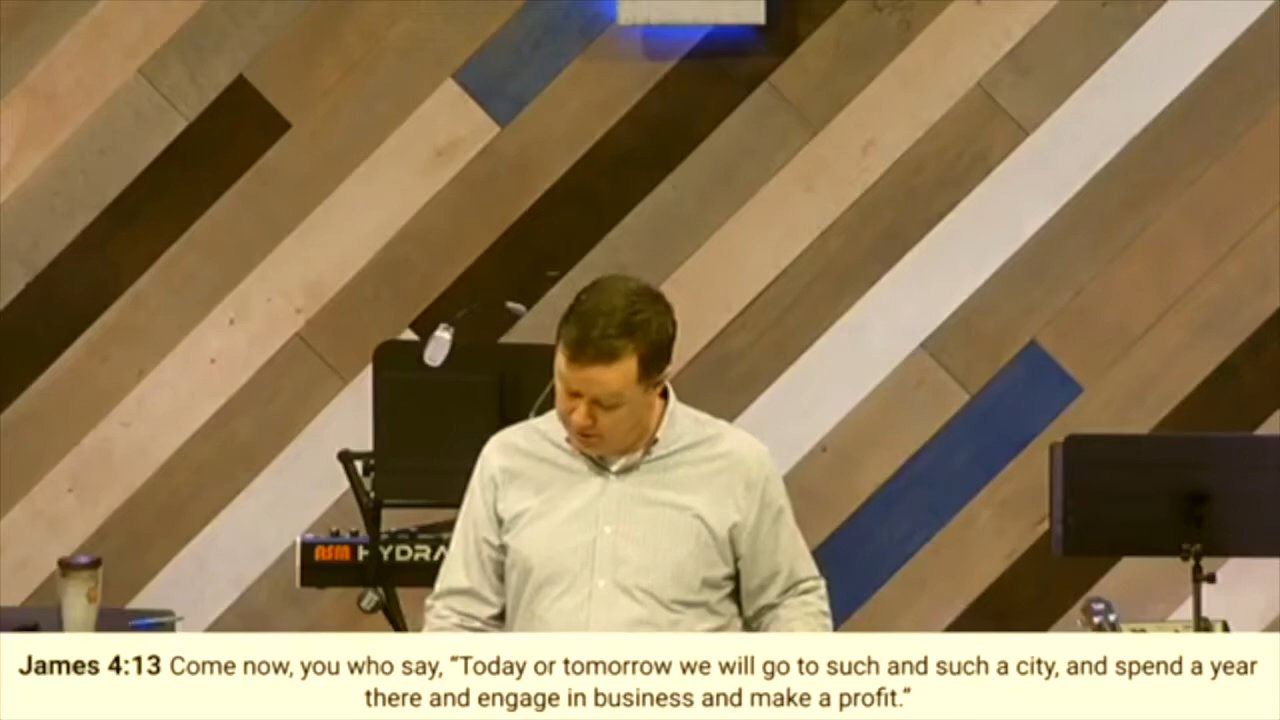 ASM HYDRA
James 4:13 Come now, you who say, “Today or tomorrow we will go to such and such a city, and spend a year
there and engage in business and make a profit.”